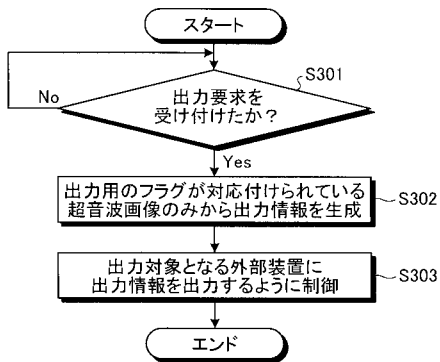 スタート
S301
出力要求を
受け付けたか？
No
Yes
出力用のフラグが対応付けられている
超音波画像のみから出力情報を生成
S302
出力対象となる外部装置に
出力情報を出力するように制御
S303
エンド